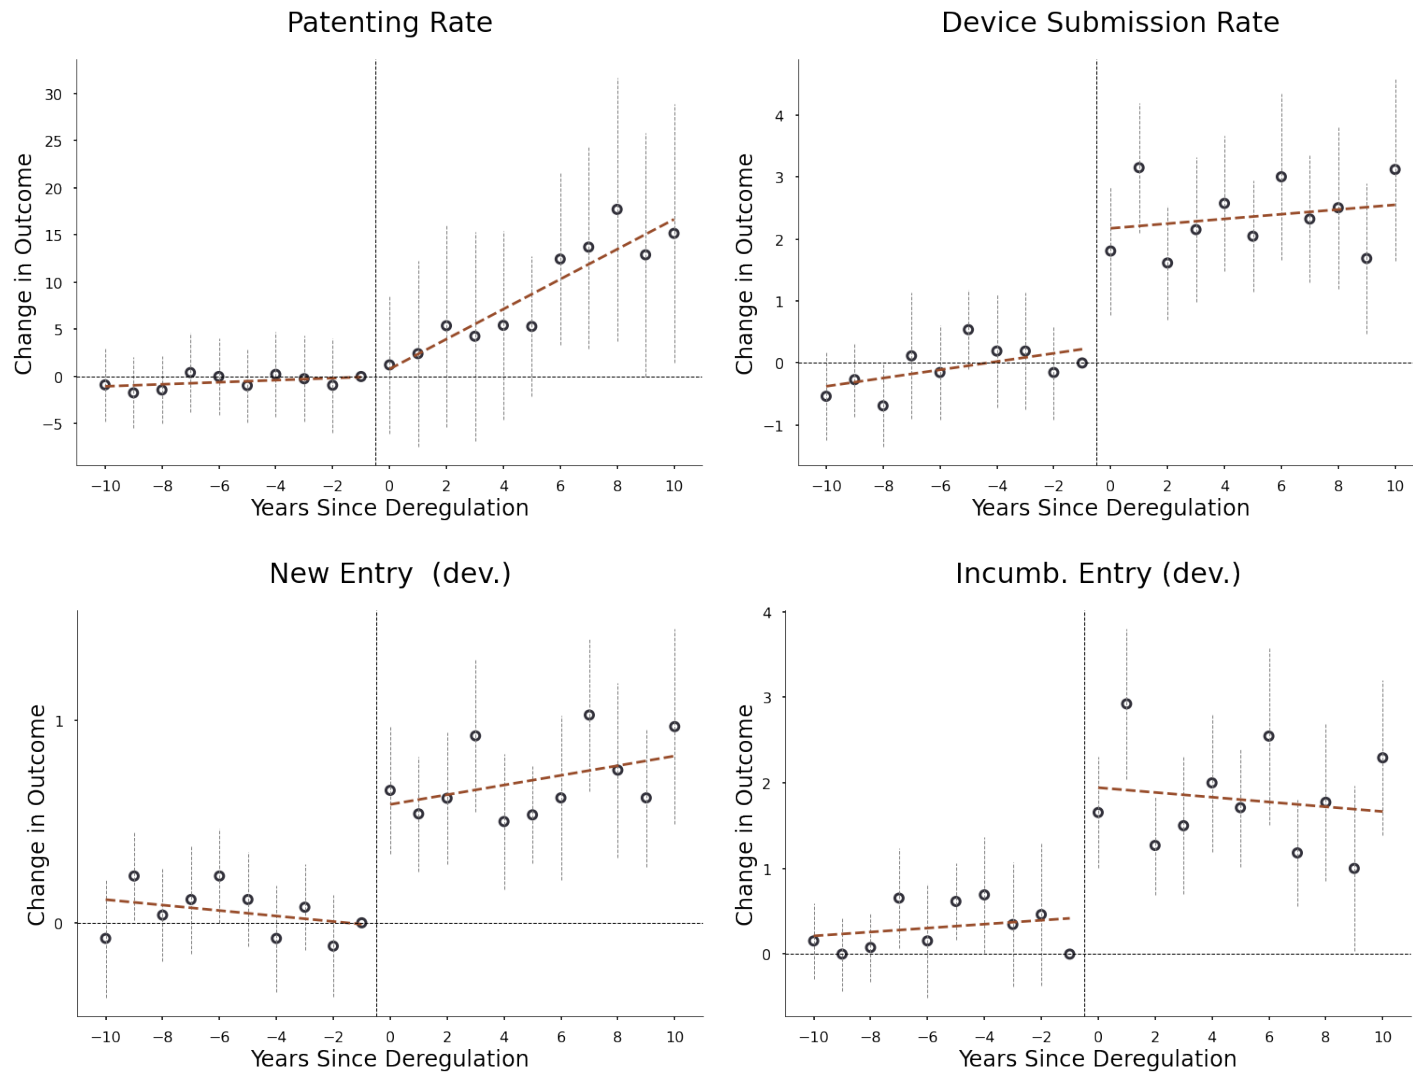 Patenting Rate
Change in Outcome
30
25
20
15
10
5
0
−5
−10 −8 −6 −4 −2 0 2 4 6 8 10
Years Since Deregulation
Device Submission Rate
Change in Outcome
4
3
2
1
0
−1
−10 −8 −6 −4 −2 0 2 4 6 8 10
Years Since Deregulation
New Entry  (dev.)
Change in Outcome
1
0
−10 −8 −6 −4 −2 0 2 4 6 8 10
Years Since Deregulation
Incumb. Entry (dev.)
Change in Outcome
4
3
2
1
0
−10 −8 −6 −4 −2 0 2 4 6 8 10
Years Since Deregulation